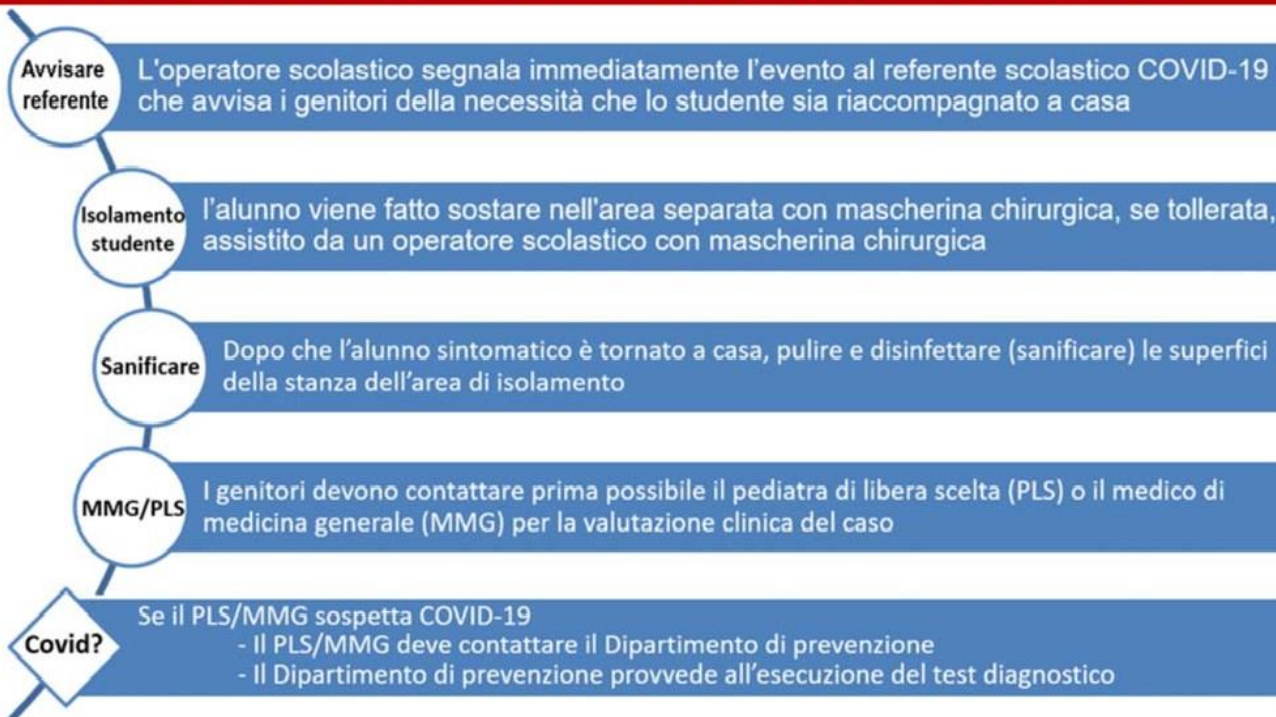 Avvisare
referente
L'operatore scolastico segnala immediatamente l'evento al referente scolastico COVID-19
che avvisa i genitori della necessità che lo studente sia riaccompagnato a casa
Isolamento
studente
l'alunno viene fatto sostare nell'area separata con mascherina chirurgica, se tollerata,
assistito da un operatore scolastico con mascherina chirurgica
Sanificare
Dopo che l'alunno sintomatico è tornato a casa, pulire e disinfettare (sanificare) le superfici
della stanza dell'area di isolamento
MMG/PLS
I genitori devono contattare prima possibile il pediatra di libera scelta (PLS) o il medico di
medicina generale (MMG) per la valutazione clinica del caso
Covid?
Se il PLS/MMG sospetta COVID-19
- Il PLS/MMG deve contattare il Dipartimento di prevenzione
- Il Dipartimento di prevenzione provvede all'esecuzione del test diagnostico